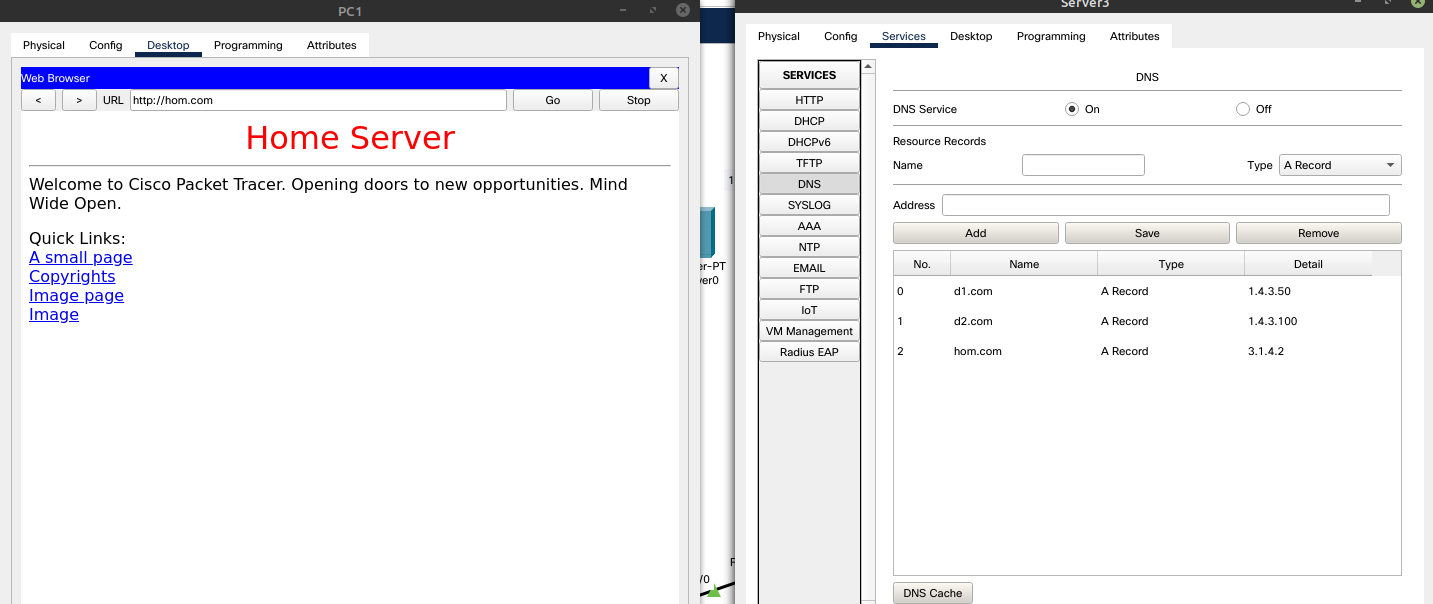 PC1
Physical Config Desktop Programming Attributes
Web Browser X
< > URL http://hom.com Go Stop
Home Server
Welcome to Cisco Packet Tracer. Opening doors to new opportunities. Mind
Wide Open.
Quick Links:
A small page
Copyrights
Image page
Image
1
er-PT
ver0
/0
Server3
Physical Config Services Desktop Programming Attributes
SERVICES
HTTP
DHCP
DHCPv6
TFTP
DNS
SYSLOG
AAA
NTP
EMAIL
FTP
IoT
VM Management
Radius EAP
DNS
DNS Service On Off
Resource Records
Name Type A Record
Address
Add Save Remove
No. Name Type Detail
0 d1.com A Record 1.4.3.50
1 d2.com A Record 1.4.3.100
2 hom.com A Record 3.1.4.2
DNS Cache